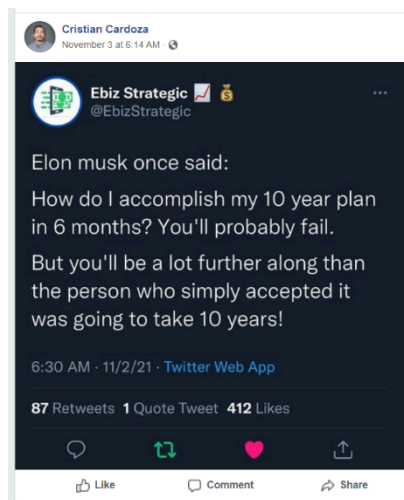 Cristian Cardoza
November 3 at 6:14 AM ·
Ebiz Strategic 📈 💰
@EbizStrategic
Elon musk once said:
How do I accomplish my 10 year plan
in 6 months? You'll probably fail.
But you'll be a lot further along than
the person who simply accepted it
was going to take 10 years!
6:30 AM · 11/2/21 · Twitter Web App
87 Retweets 1 Quote Tweet 412 Likes
Like Comment Share